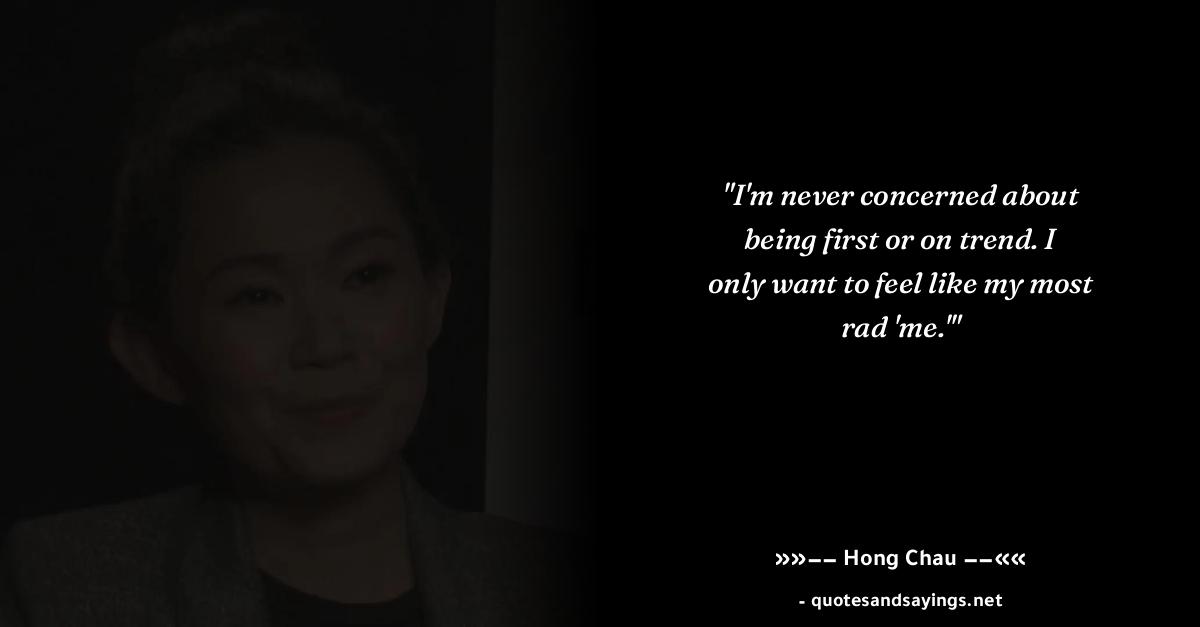 "I'm never concerned about
being first or on trend. I
only want to feel like my most
rad 'me.'"
»»–– Hong Chau ––««
- quotesandsayings.net